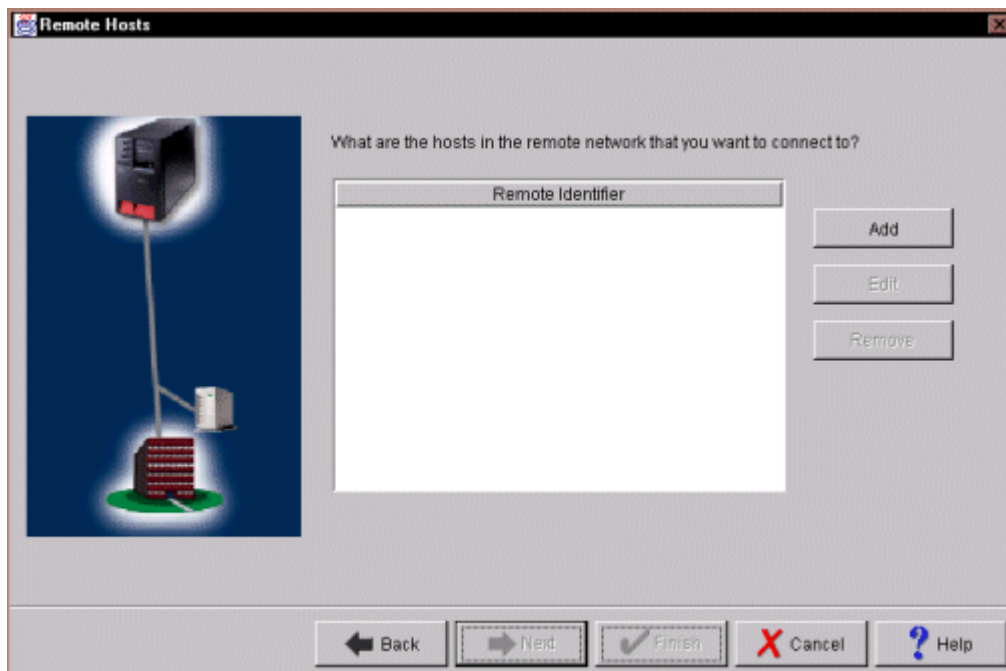 Remote Hosts
What are the hosts in the remote network that you want to connect to?
Remote Identifier
Add
Edit
Remove
Back
Next
Finish
Cancel
Help